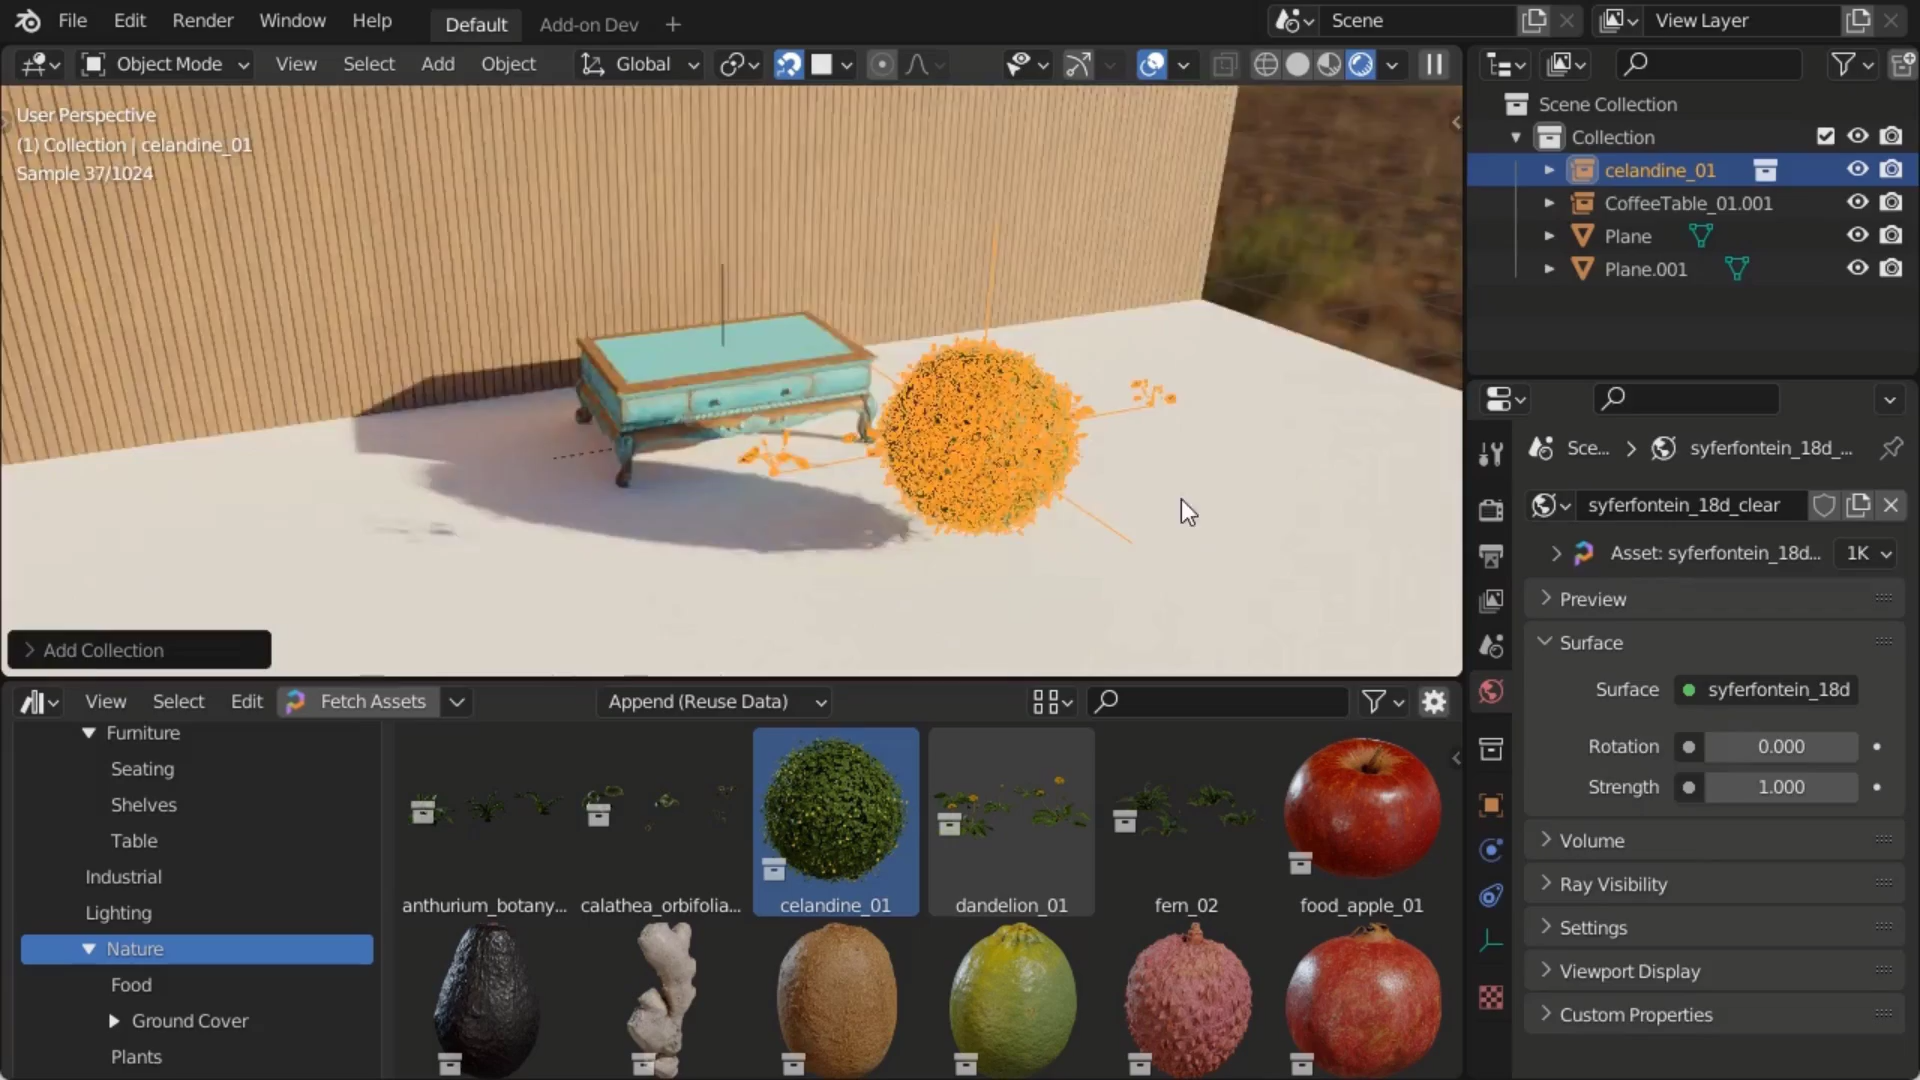 File Edit Render Window Help Default Add-on Dev + Scene View Layer
Object Mode View Select Add Object Global
User Perspective
(1) Collection | celandine_01
Sample 37/1024
Add Collection
Scene Collection
Collection
celandine_01
CoffeeTable_01.001
Plane
Plane.001
Sce... > syferfontein_18d_...
syferfontein_18d_clear
Asset: syferfontein_18d... 1K
Preview
Surface
Surface syferfontein_18d
Rotation 0.000
Strength 1.000
Volume
Ray Visibility
Settings
Viewport Display
Custom Properties
View Select Edit Fetch Assets Append (Reuse Data)
Furniture
Seating
Shelves
Table
Industrial
Lighting
Nature
Food
Ground Cover
Plants
anthurium_botany... calathea_orbifolia... celandine_01 dandelion_01 fern_02 food_apple_01